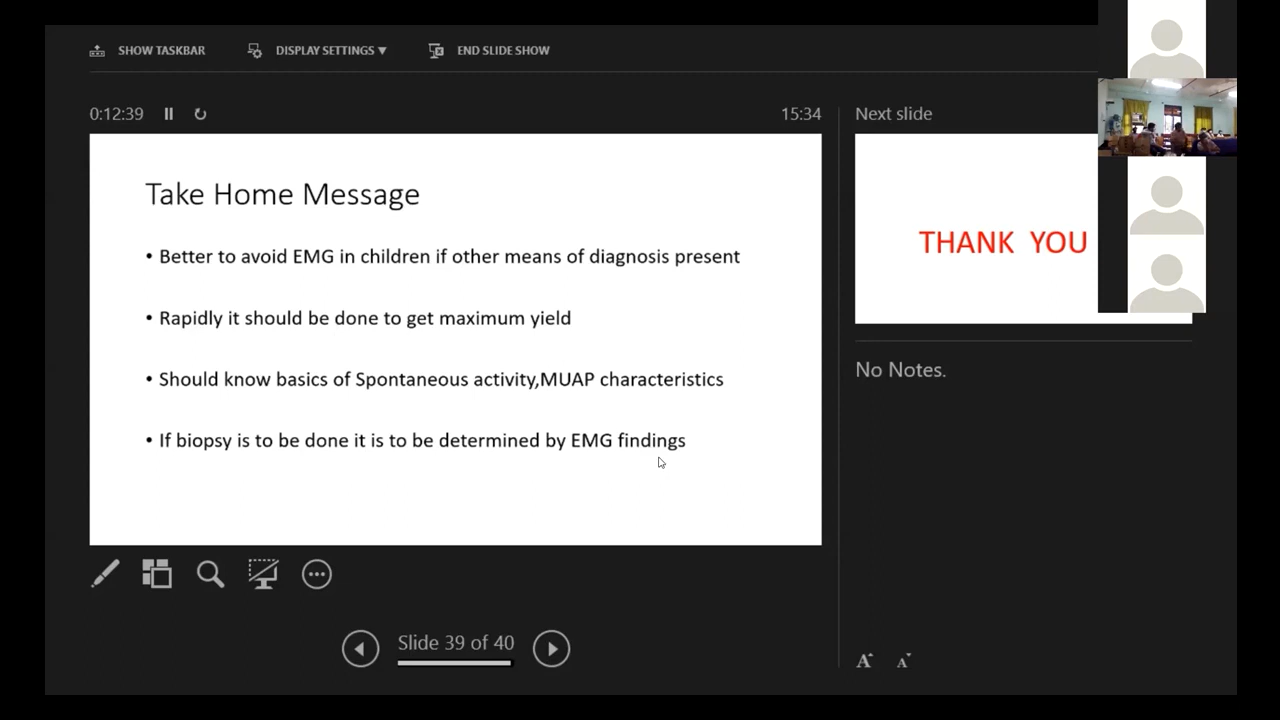 SHOW TASKBAR
DISPLAY SETTINGS ▼
END SLIDE SHOW
0:12:39
15:34
Take Home Message
• Better to avoid EMG in children if other means of diagnosis present
• Rapidly it should be done to get maximum yield
• Should know basics of Spontaneous activity,MUAP characteristics
• If biopsy is to be done it is to be determined by EMG findings
Slide 39 of 40
Next slide
THANK YOU
No Notes.
A A